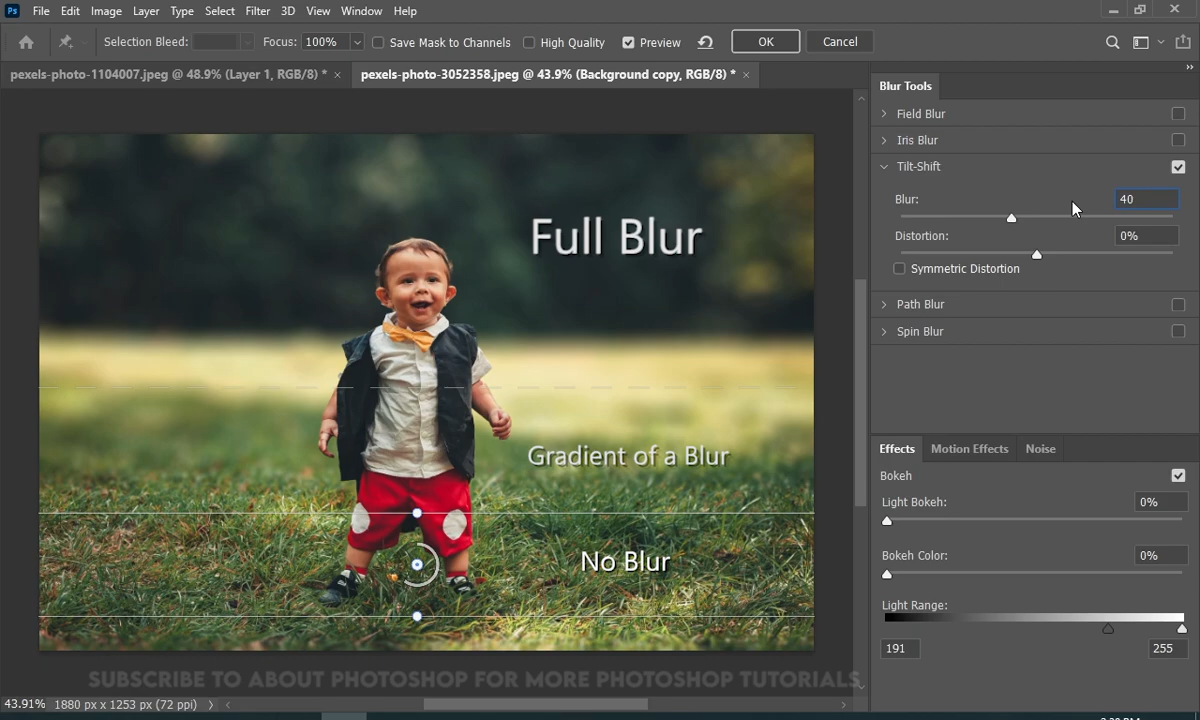 Ps File Edit Image Layer Type Select Filter 3D View Window Help
Selection Bleed: Focus: 100% Save Mask to Channels High Quality Preview OK Cancel
pexels-photo-1104007.jpeg @ 48.9% (Layer 1, RGB/8) * × pexels-photo-3052358.jpeg @ 43.9% (Background copy, RGB/8) * ×
Blur Tools
Field Blur
Iris Blur
Tilt-Shift
Blur: 40
Distortion: 0%
Symmetric Distortion
Path Blur
Spin Blur
Full Blur
Gradient of a Blur
No Blur
Effects Motion Effects Noise
Bokeh
Light Bokeh: 0%
Bokeh Color: 0%
Light Range:
191 255
SUBSCRIBE TO ABOUT PHOTOSHOP FOR MORE PHOTOSHOP TUTORIALS
43.91% 1880 px x 1253 px (72 ppi)